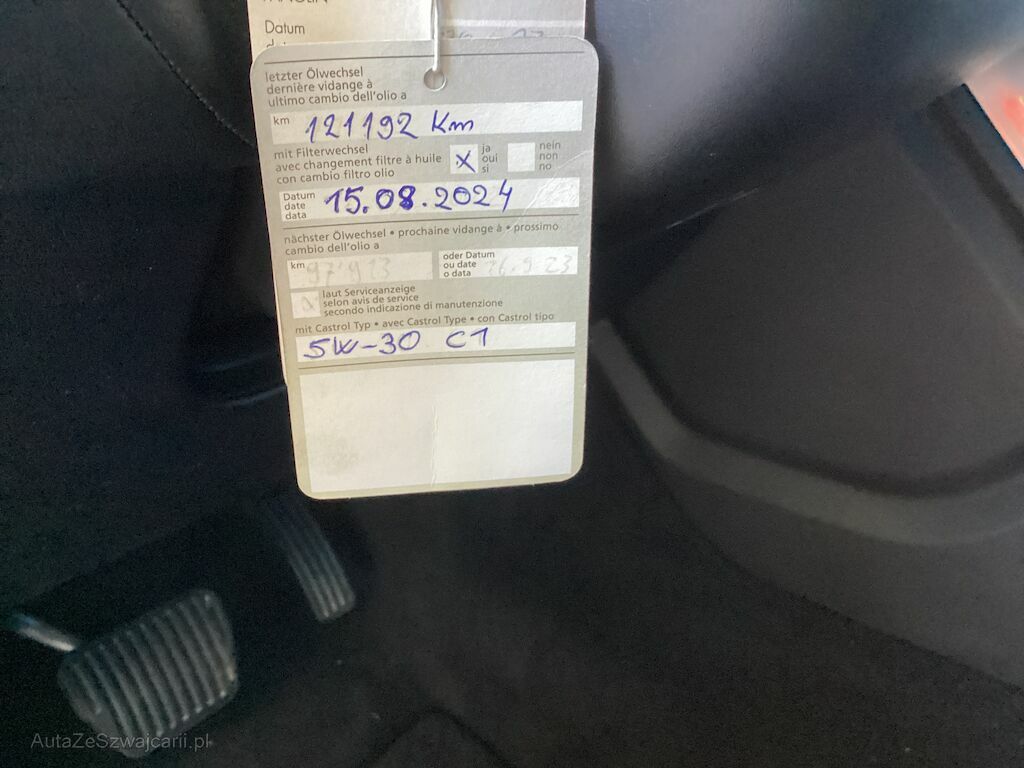 Datum
letzter Ölwechsel
dernière vidange à
ultimo cambio dell'olio a
km 121192 Km
mit Filterwechsel
avec changement filtre à huile
con cambio filtro olio
X ja oui si
nein non no
Datum
date
data
15.08.2024
nächster Ölwechsel • prochaine vidange à • prossimo
cambio dell'olio a
km 97'913
oder Datum
ou date
o data
26.9.23
laut Serviceanzeige
selon avis de service
secondo indicazione di manutenzione
mit Castrol Typ • avec Castrol Type • con Castrol tipo
5W-30 C1
AutaZeSzwajcarii.pl